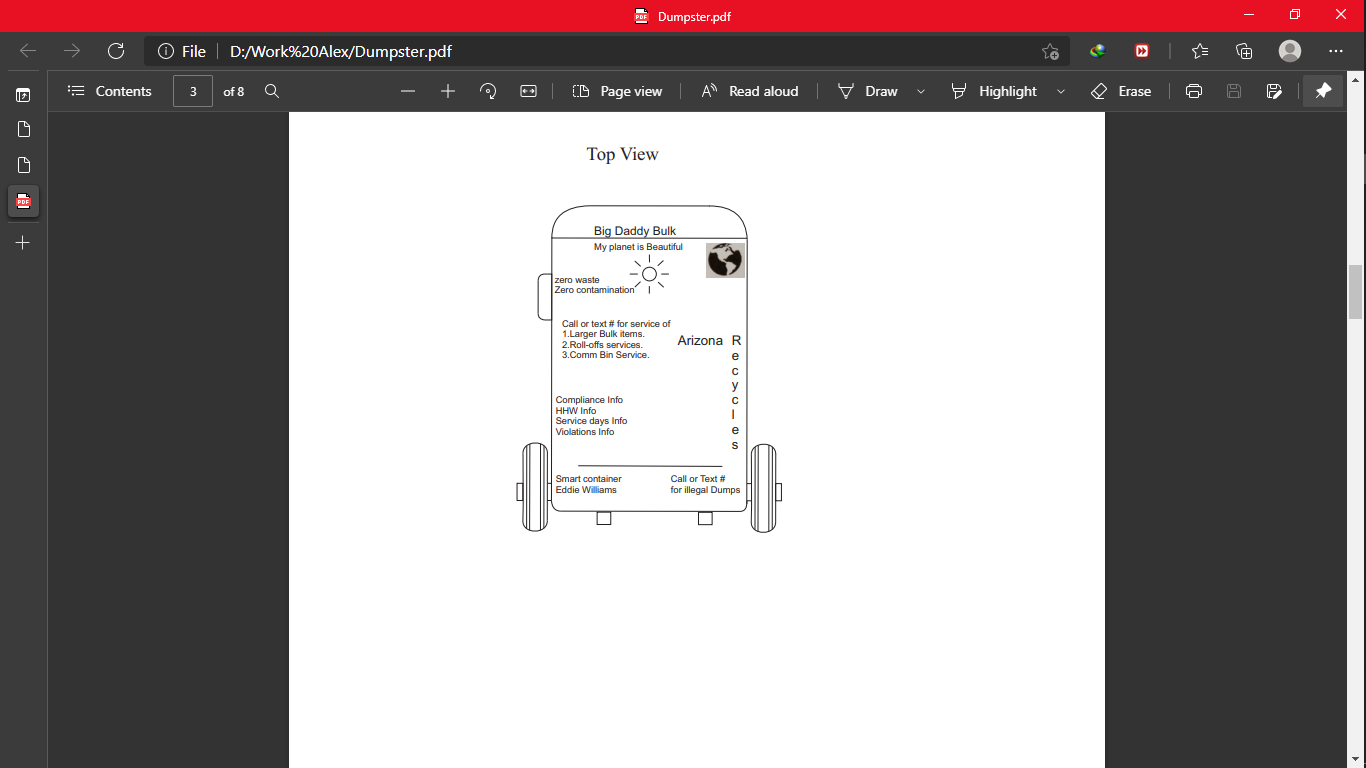 Dumpster.pdf
File
D:/Work%20Alex/Dumpster.pdf
Contents
3 of 8
Page view
Read aloud
Draw
Highlight
Erase
Top View
Big Daddy Bulk
My planet is Beautiful
zero waste
Zero contamination
Call or text # for service of
1.Larger Bulk items.
2.Roll-offs services.
3.Comm Bin Service.
Arizona Recycles
Compliance Info
HHW Info
Service days Info
Violations Info
Smart container
Eddie Williams
Call or Text #
for illegal Dumps